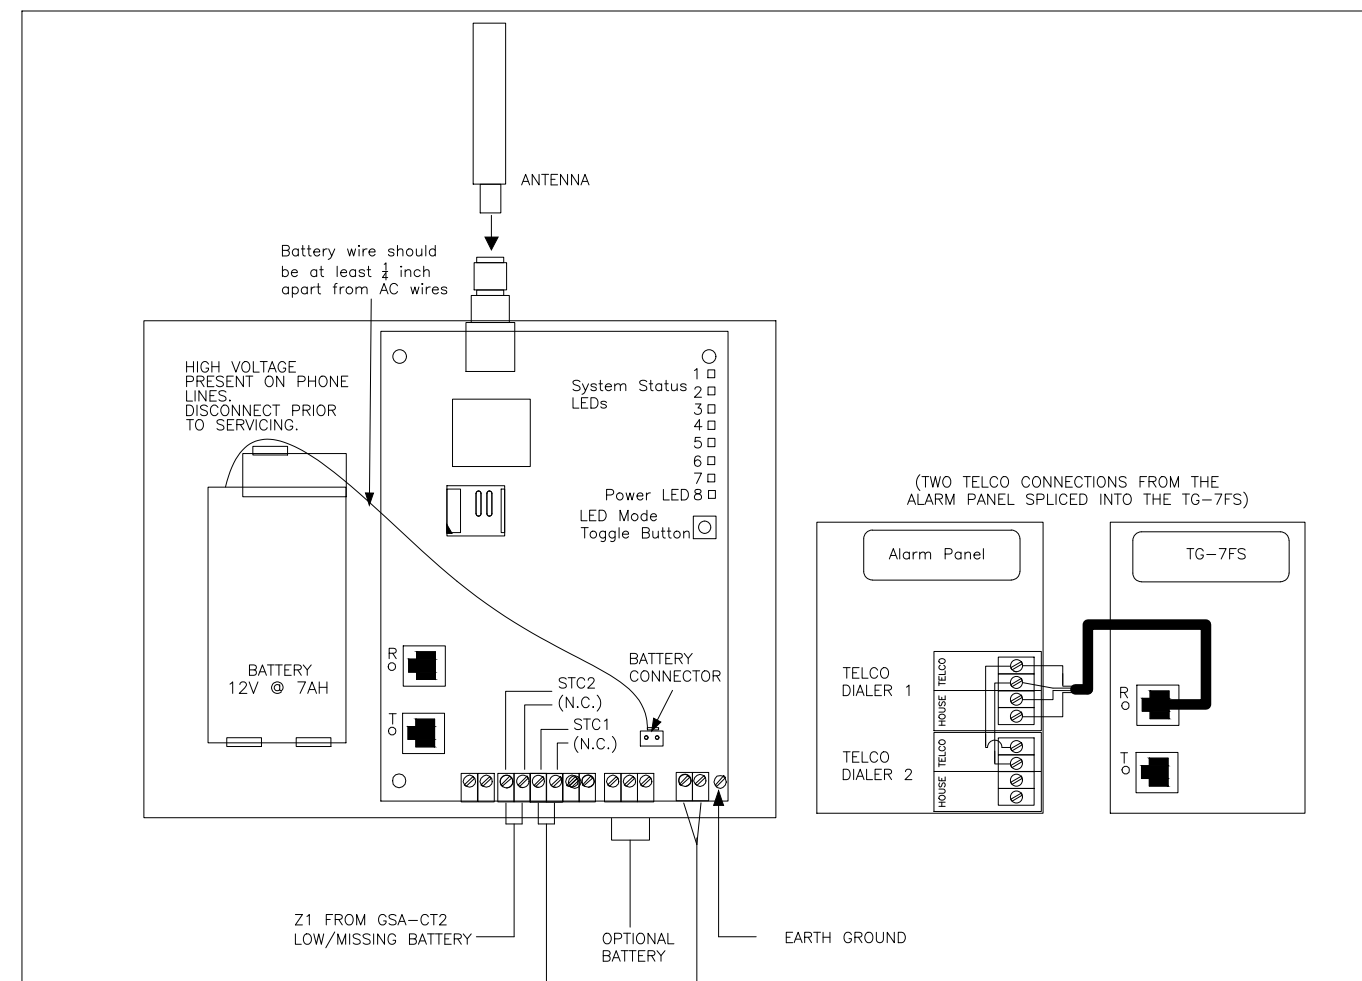 ANTENNA
Battery wire should
be at least 1/4 inch
apart from AC wires
HIGH VOLTAGE
PRESENT ON PHONE
LINES.
DISCONNECT PRIOR
TO SERVICING.
System Status
LEDs
1
2
3
4
5
6
7
Power LED 8
LED Mode
Toggle Button
BATTERY
12V @ 7AH
R
T
STC2
(N.C.)
STC1
(N.C.)
BATTERY
CONNECTOR
Z1 FROM GSA-CT2
LOW/MISSING BATTERY
OPTIONAL
BATTERY
EARTH GROUND
(TWO TELCO CONNECTIONS FROM THE
ALARM PANEL SPLICED INTO THE TG-7FS)
Alarm Panel
TELCO
DIALER 1
TELCO
HOUSE
TELCO
DIALER 2
TELCO
HOUSE
TG-7FS
R
T